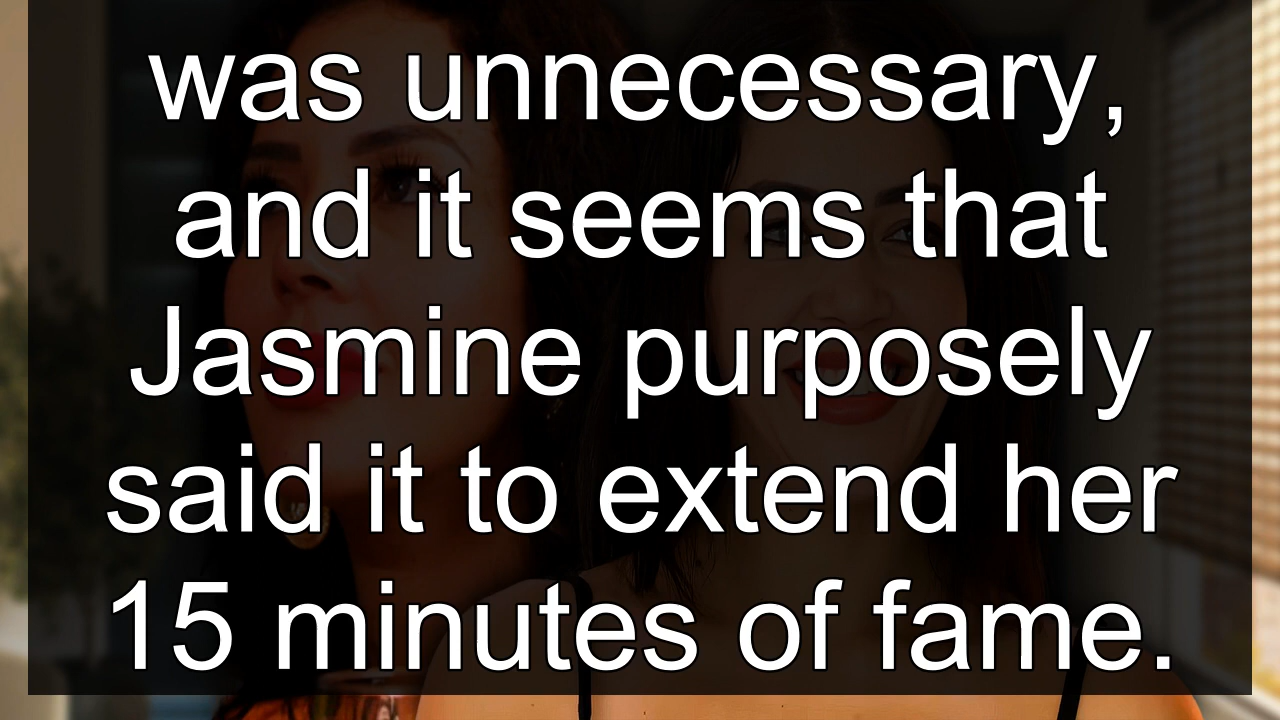 was unnecessary,
and it seems that
Jasmine purposely
said it to extend her
15 minutes of fame.